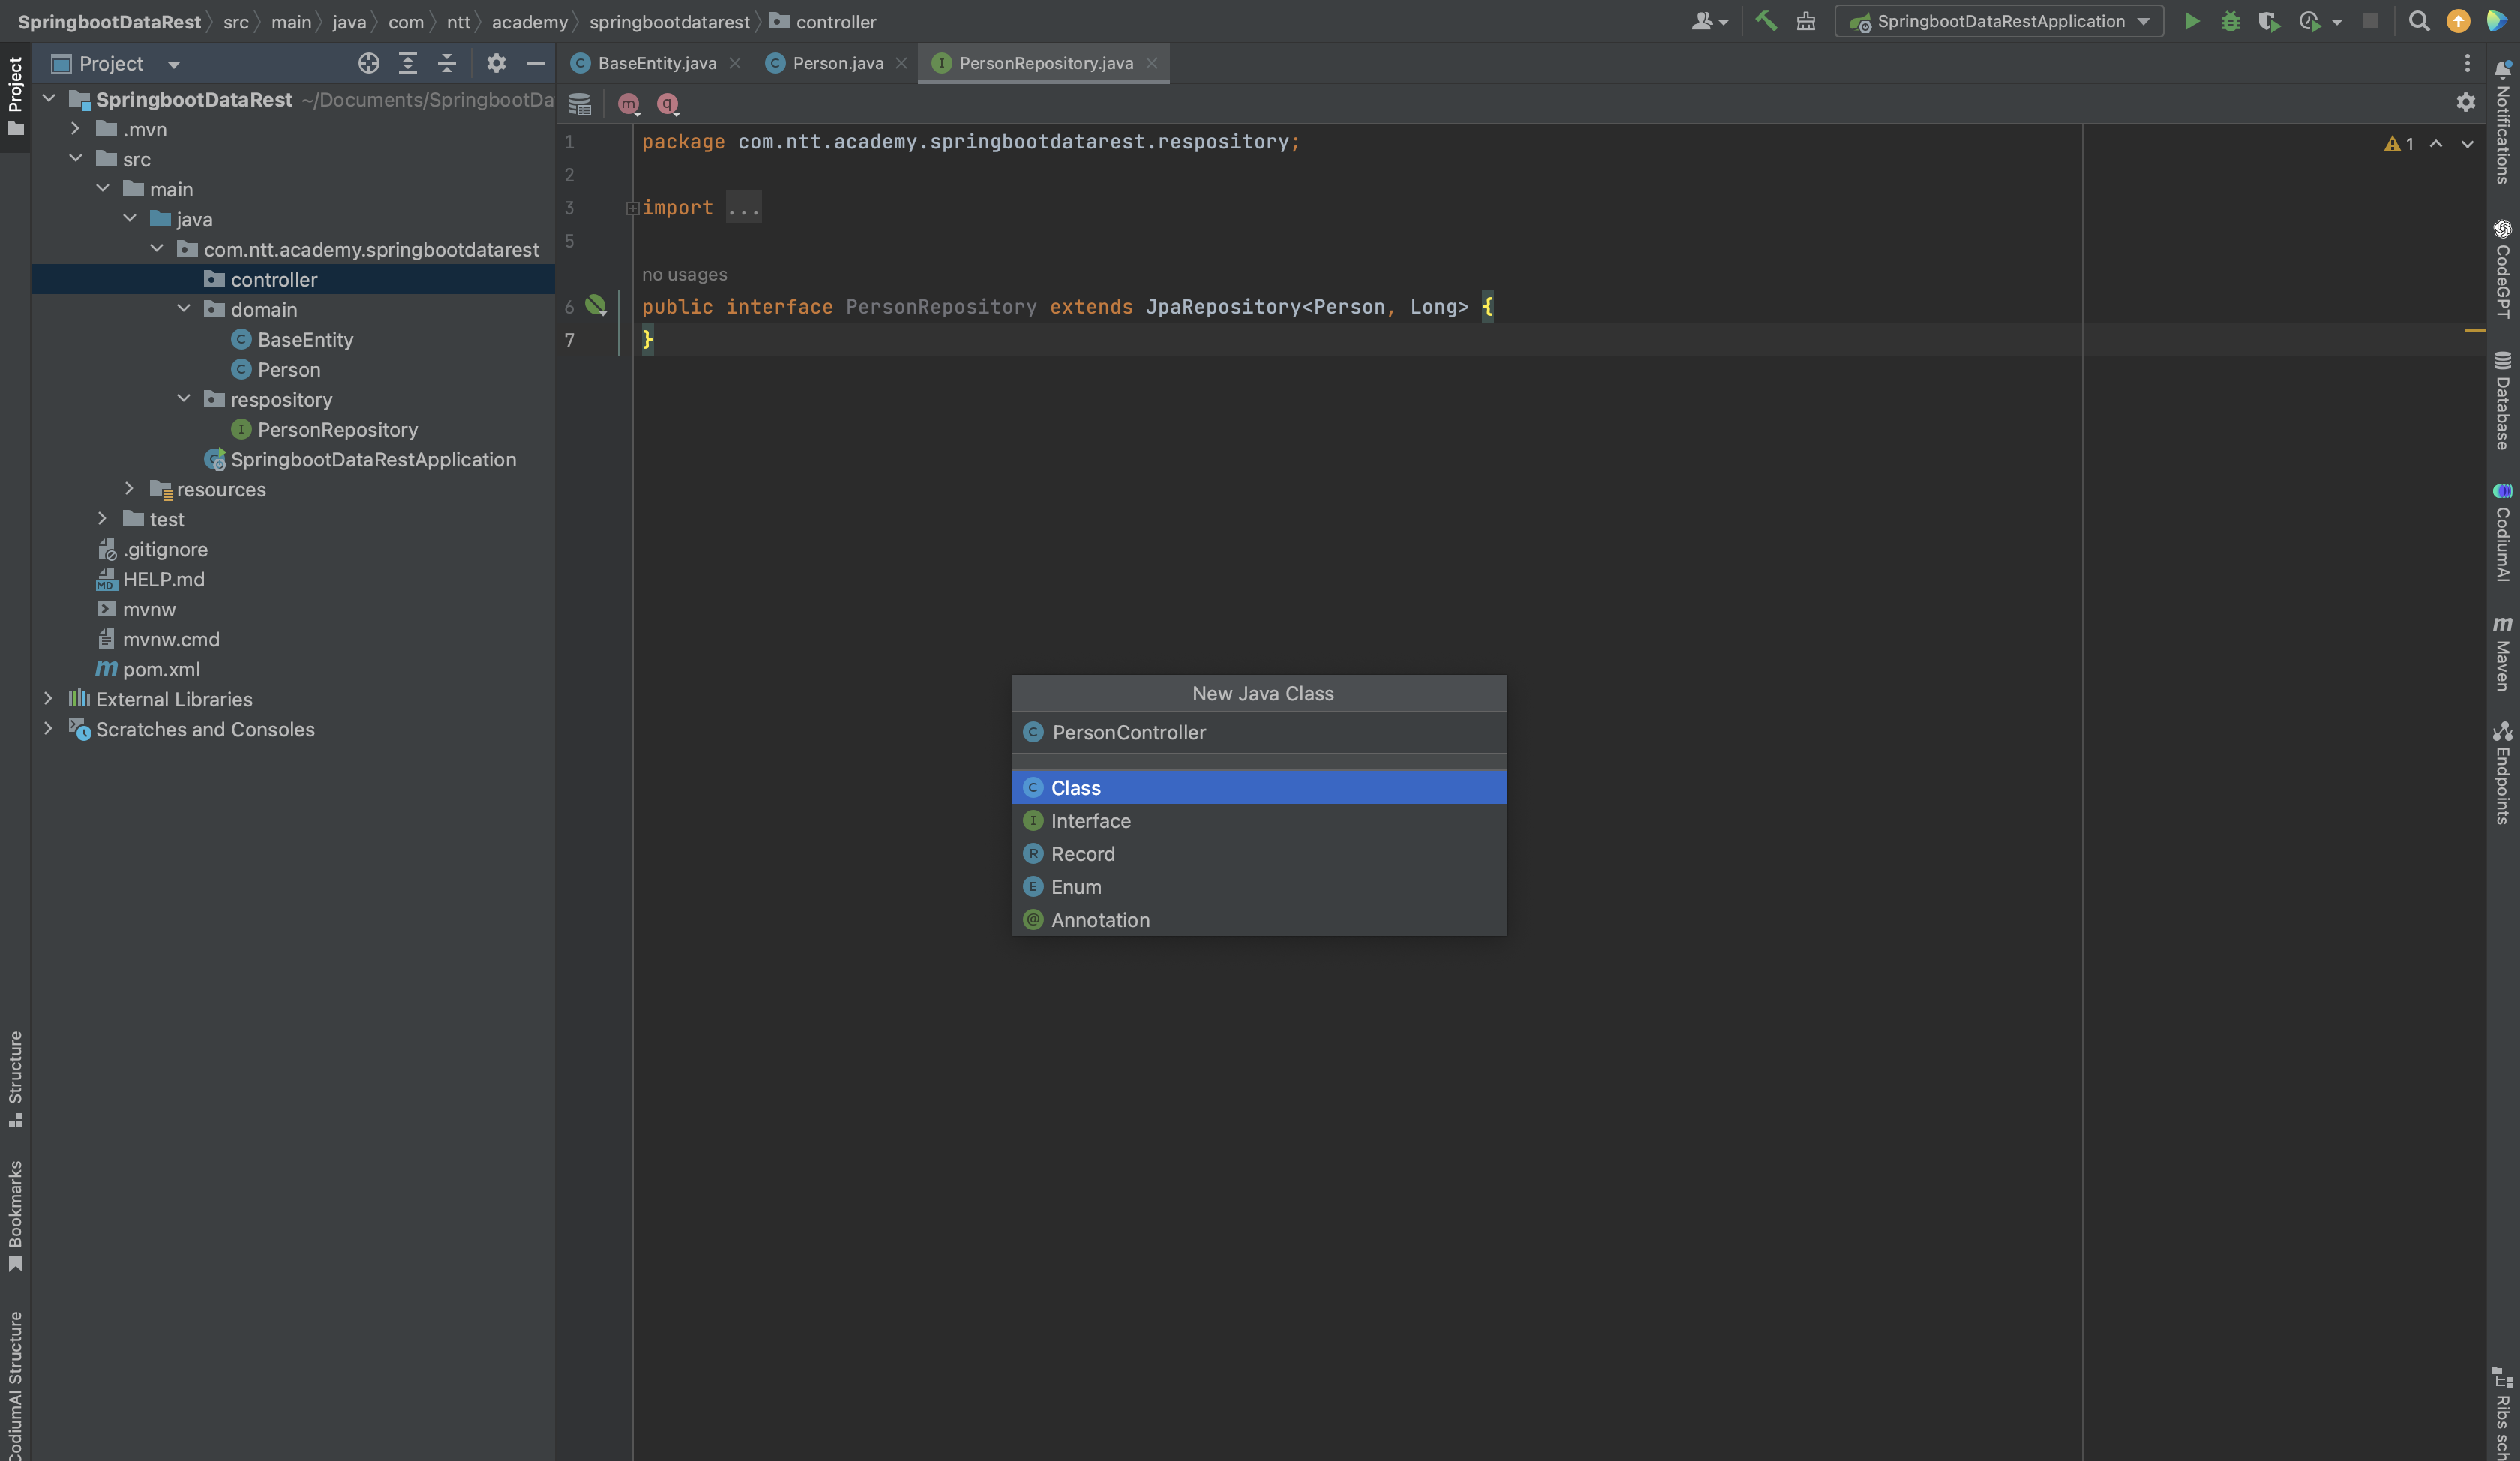 SpringbootDataRest src main java com ntt academy springbootdatarest controller
SpringbootDataRestApplication
Project
BaseEntity.java
Person.java
PersonRepository.java
Project
SpringbootDataRest ~/Documents/SpringbootDa
.mvn
src
main
java
com.ntt.academy.springbootdatarest
controller
domain
BaseEntity
Person
respository
PersonRepository
SpringbootDataRestApplication
resources
test
.gitignore
HELP.md
mvnw
mvnw.cmd
pom.xml
External Libraries
Scratches and Consoles
Structure
Bookmarks
CodiumAI Structure
1 package com.ntt.academy.springbootdatarest.respository;
2
3 import ...
5
no usages
6 public interface PersonRepository extends JpaRepository<Person, Long> {
7 }
1
New Java Class
PersonController
Class
Interface
Record
Enum
Annotation
Notifications
CodeGPT
Database
CodiumAI
Maven
Endpoints
Ribs sch